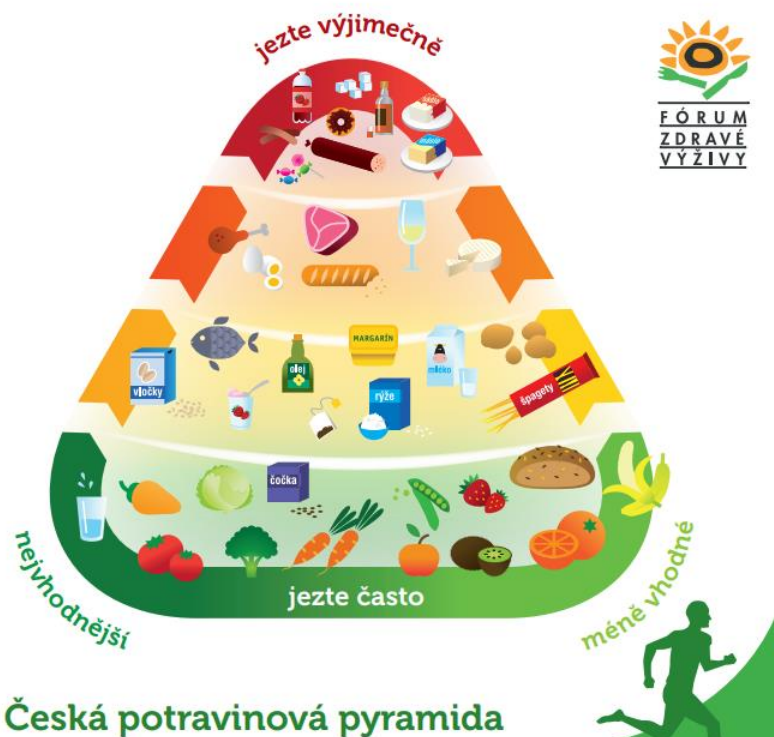 jezte výjimečně
FÓRUM
ZDRAVÉ
VÝŽIVY
MARGARÍN
olej
mléko
vločky
rýže
špagety
VIII
čočka
nejvhodnější
jezte často
méně vhodné
Česká potravinová pyramida